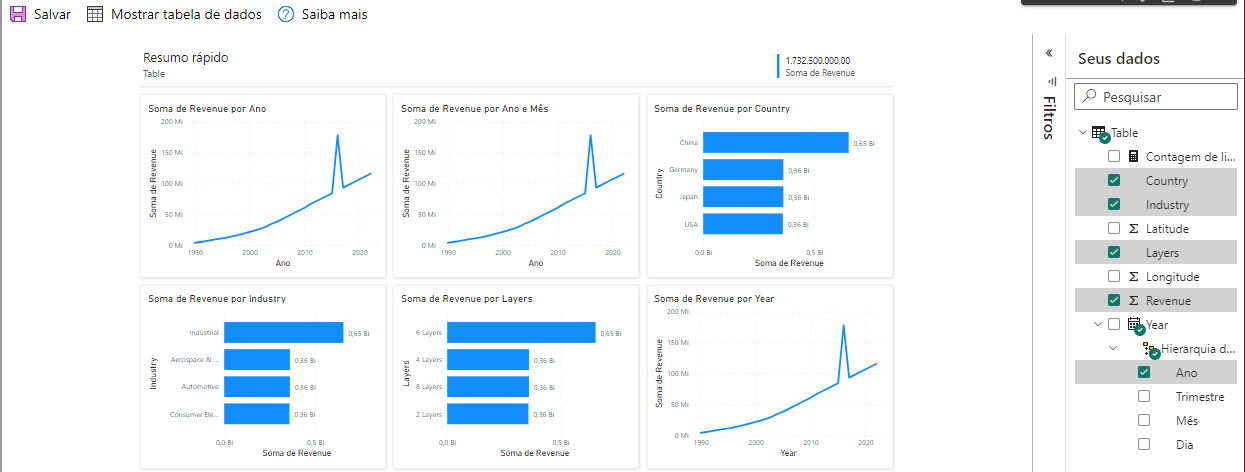 Salvar Mostrar tabela de dados Saiba mais
Resumo rápido
Table
1.732.500.000,00
Soma de Revenue
Soma de Revenue por Ano
200 Mi
150 Mi
100 Mi
50 Mi
0 Mi
Soma de Revenue
1990 2000 2010 2020
Ano
Soma de Revenue por Ano e Mês
200 Mi
150 Mi
100 Mi
50 Mi
0 Mi
Soma de Revenue
1990 2000 2010 2020
Ano
Soma de Revenue por Country
Country
China 0,65 Bi
Germany 0,36 Bi
Japan 0,36 Bi
USA 0,36 Bi
0,0 Bi 0,5 Bi
Soma de Revenue
Soma de Revenue por Industry
Industry
Industrial 0,65 Bi
Aerospace & ... 0,36 Bi
Automotive 0,36 Bi
Consumer Ele... 0,36 Bi
0,0 Bi 0,5 Bi
Soma de Revenue
Soma de Revenue por Layers
Layers
6 Layers 0,65 Bi
4 Layers 0,36 Bi
8 Layers 0,36 Bi
2 Layers 0,36 Bi
0,0 Bi 0,5 Bi
Soma de Revenue
Soma de Revenue por Year
200 Mi
150 Mi
100 Mi
50 Mi
0 Mi
Soma de Revenue
1990 2000 2010 2020
Year
Filtros
Seus dados
Pesquisar
Table
Contagem de li...
Country
Industry
Latitude
Layers
Longitude
Revenue
Year
Hierarquia d...
Ano
Trimestre
Mês
Dia